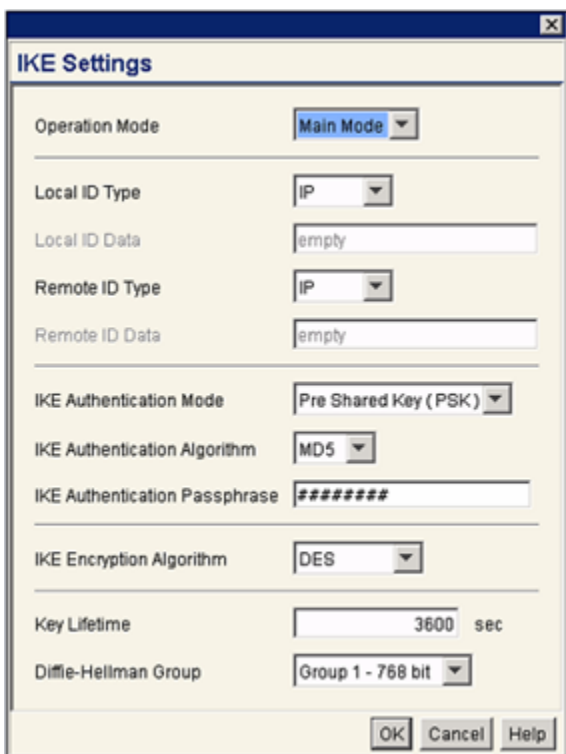 IKE Settings
Operation Mode Main Mode
Local ID Type IP
Local ID Data empty
Remote ID Type IP
Remote ID Data empty
IKE Authentication Mode Pre Shared Key (PSK)
IKE Authentication Algorithm MD5
IKE Authentication Passphrase ########
IKE Encryption Algorithm DES
Key Lifetime 3600 sec
Diffie-Hellman Group Group 1 - 768 bit
OK Cancel Help